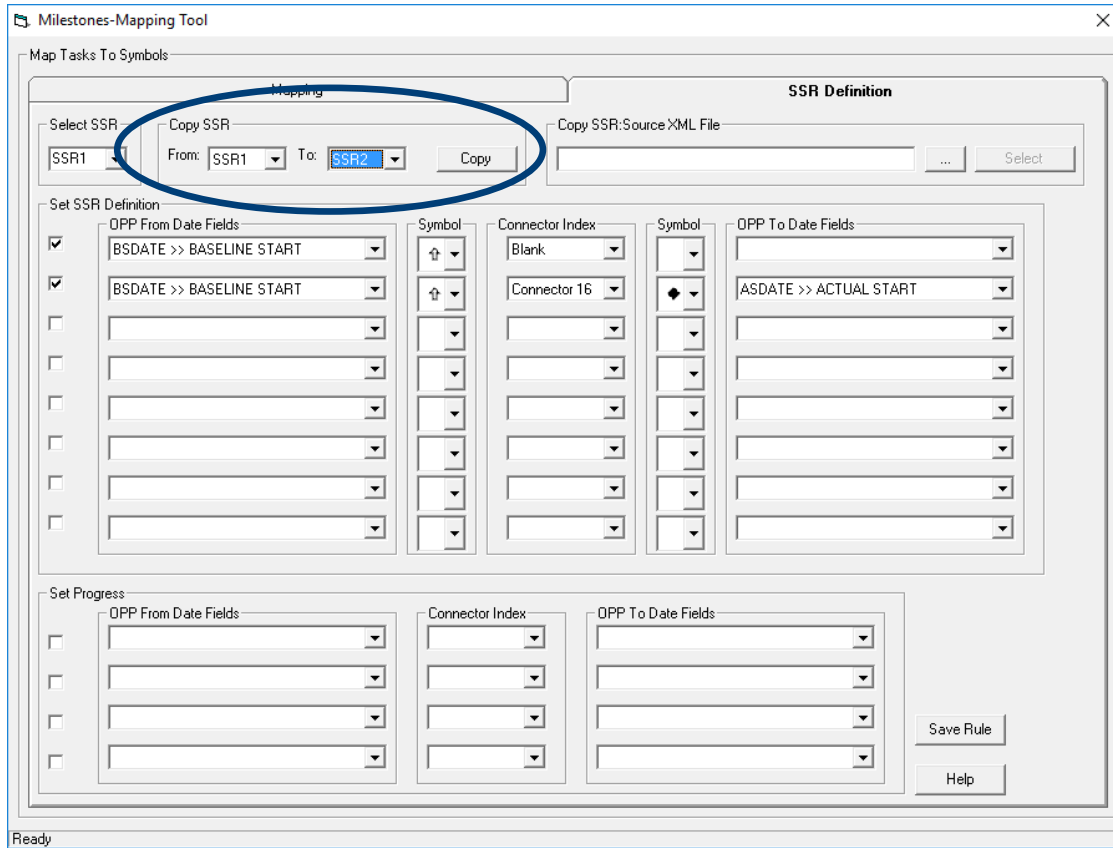 Milestones-Mapping Tool
Map Tasks To Symbols
Mapping
SSR Definition
Select SSR
SSR1
Copy SSR
From: SSR1 To: SSR2 Copy
Copy SSR:Source XML File
... Select
Set SSR Definition
OPP From Date Fields Symbol Connector Index Symbol OPP To Date Fields
BSDATE >> BASELINE START Blank
BSDATE >> BASELINE START Connector 16 ASDATE >> ACTUAL START
Set Progress
OPP From Date Fields Connector Index OPP To Date Fields
Save Rule
Help
Ready